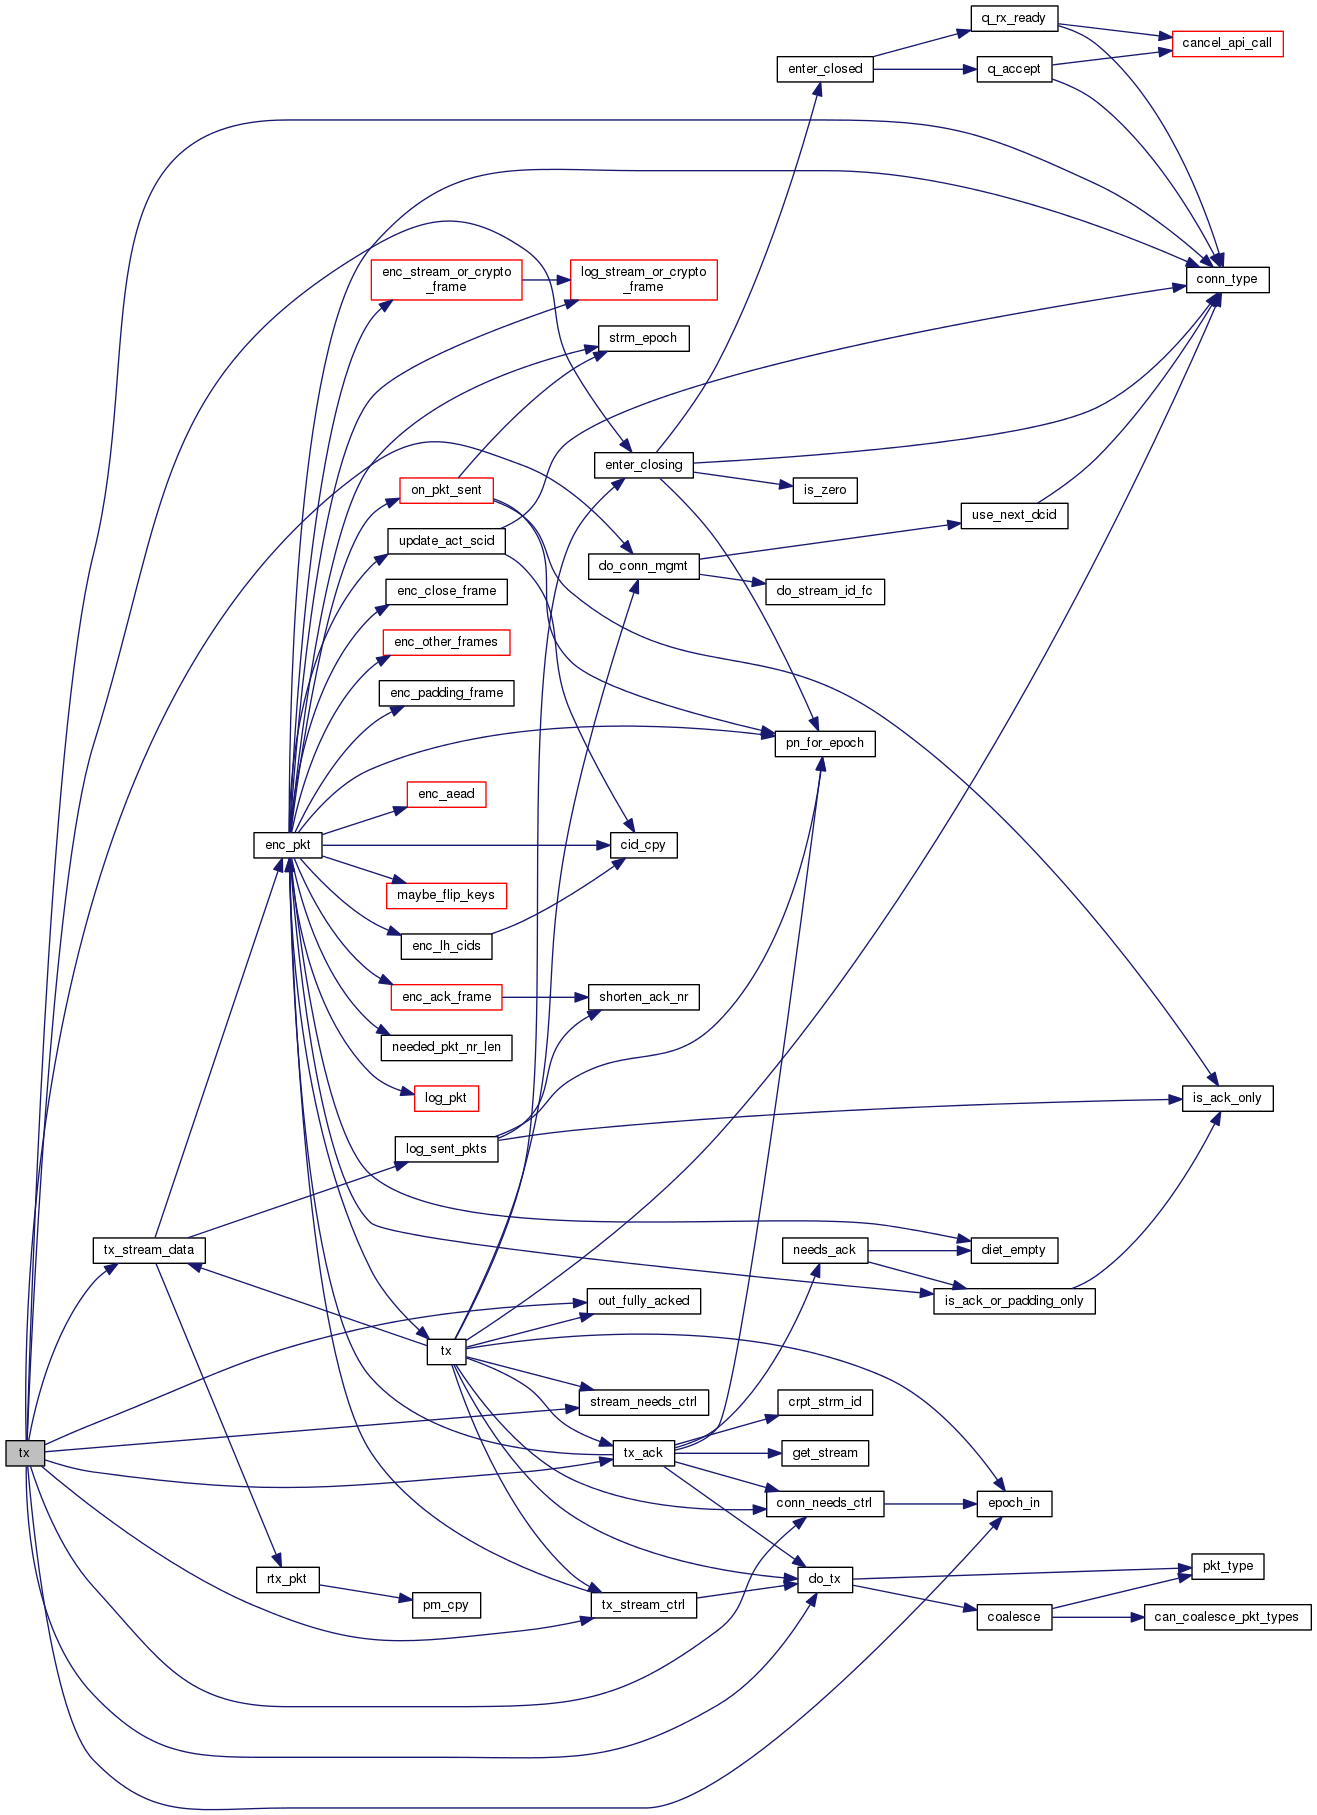 q_rx_ready
cancel_api_call
enter_closed
q_accept
enc_stream_or_crypto
_frame
log_stream_or_crypto
_frame
conn_type
strm_epoch
enter_closing
on_pkt_sent
is_zero
use_next_dcid
update_act_scid
do_conn_mgmt
do_stream_id_fc
enc_close_frame
enc_other_frames
enc_padding_frame
pn_for_epoch
enc_aead
enc_pkt
cid_cpy
maybe_flip_keys
enc_lh_cids
enc_ack_frame
shorten_ack_nr
needed_pkt_nr_len
log_pkt
is_ack_only
log_sent_pkts
tx_stream_data
needs_ack
diet_empty
out_fully_acked
is_ack_or_padding_only
tx
stream_needs_ctrl
crpt_strm_id
tx
tx_ack
get_stream
conn_needs_ctrl
epoch_in
rtx_pkt
do_tx
pkt_type
pm_cpy
tx_stream_ctrl
coalesce
can_coalesce_pkt_types